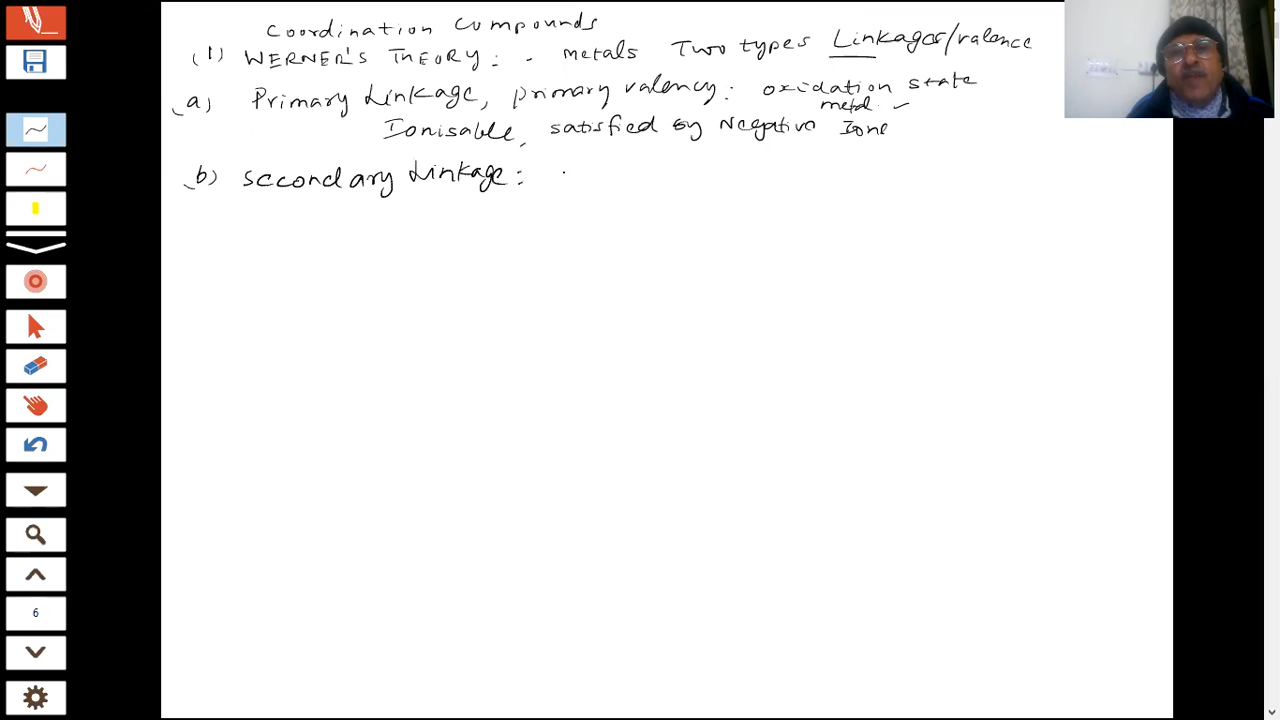 Coordination Compounds
(1) WERNER'S THEORY : - metals Two types Linkages/valence
(a) Primary Linkage, primary valency : oxidation state
metal
Ionisable, satisfied by Negative Ione
(b) Secondary Linkage :
6